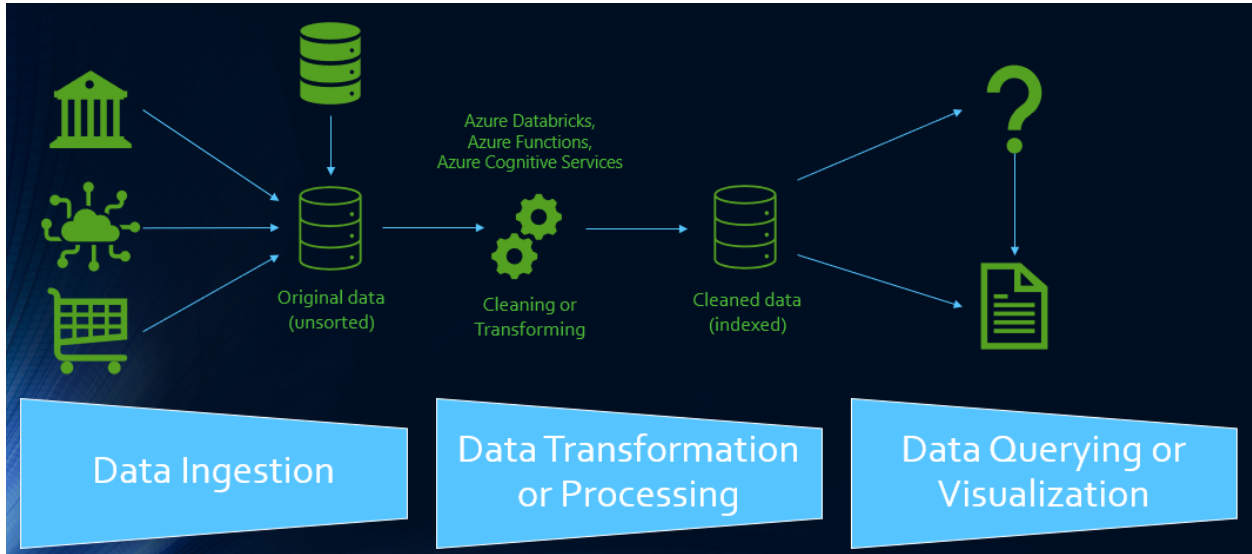 Azure Databricks,
Azure Functions,
Azure Cognitive Services
Original data
(unsorted)
Cleaning or
Transforming
Cleaned data
(indexed)
Data Ingestion
Data Transformation
or Processing
Data Querying or
Visualization